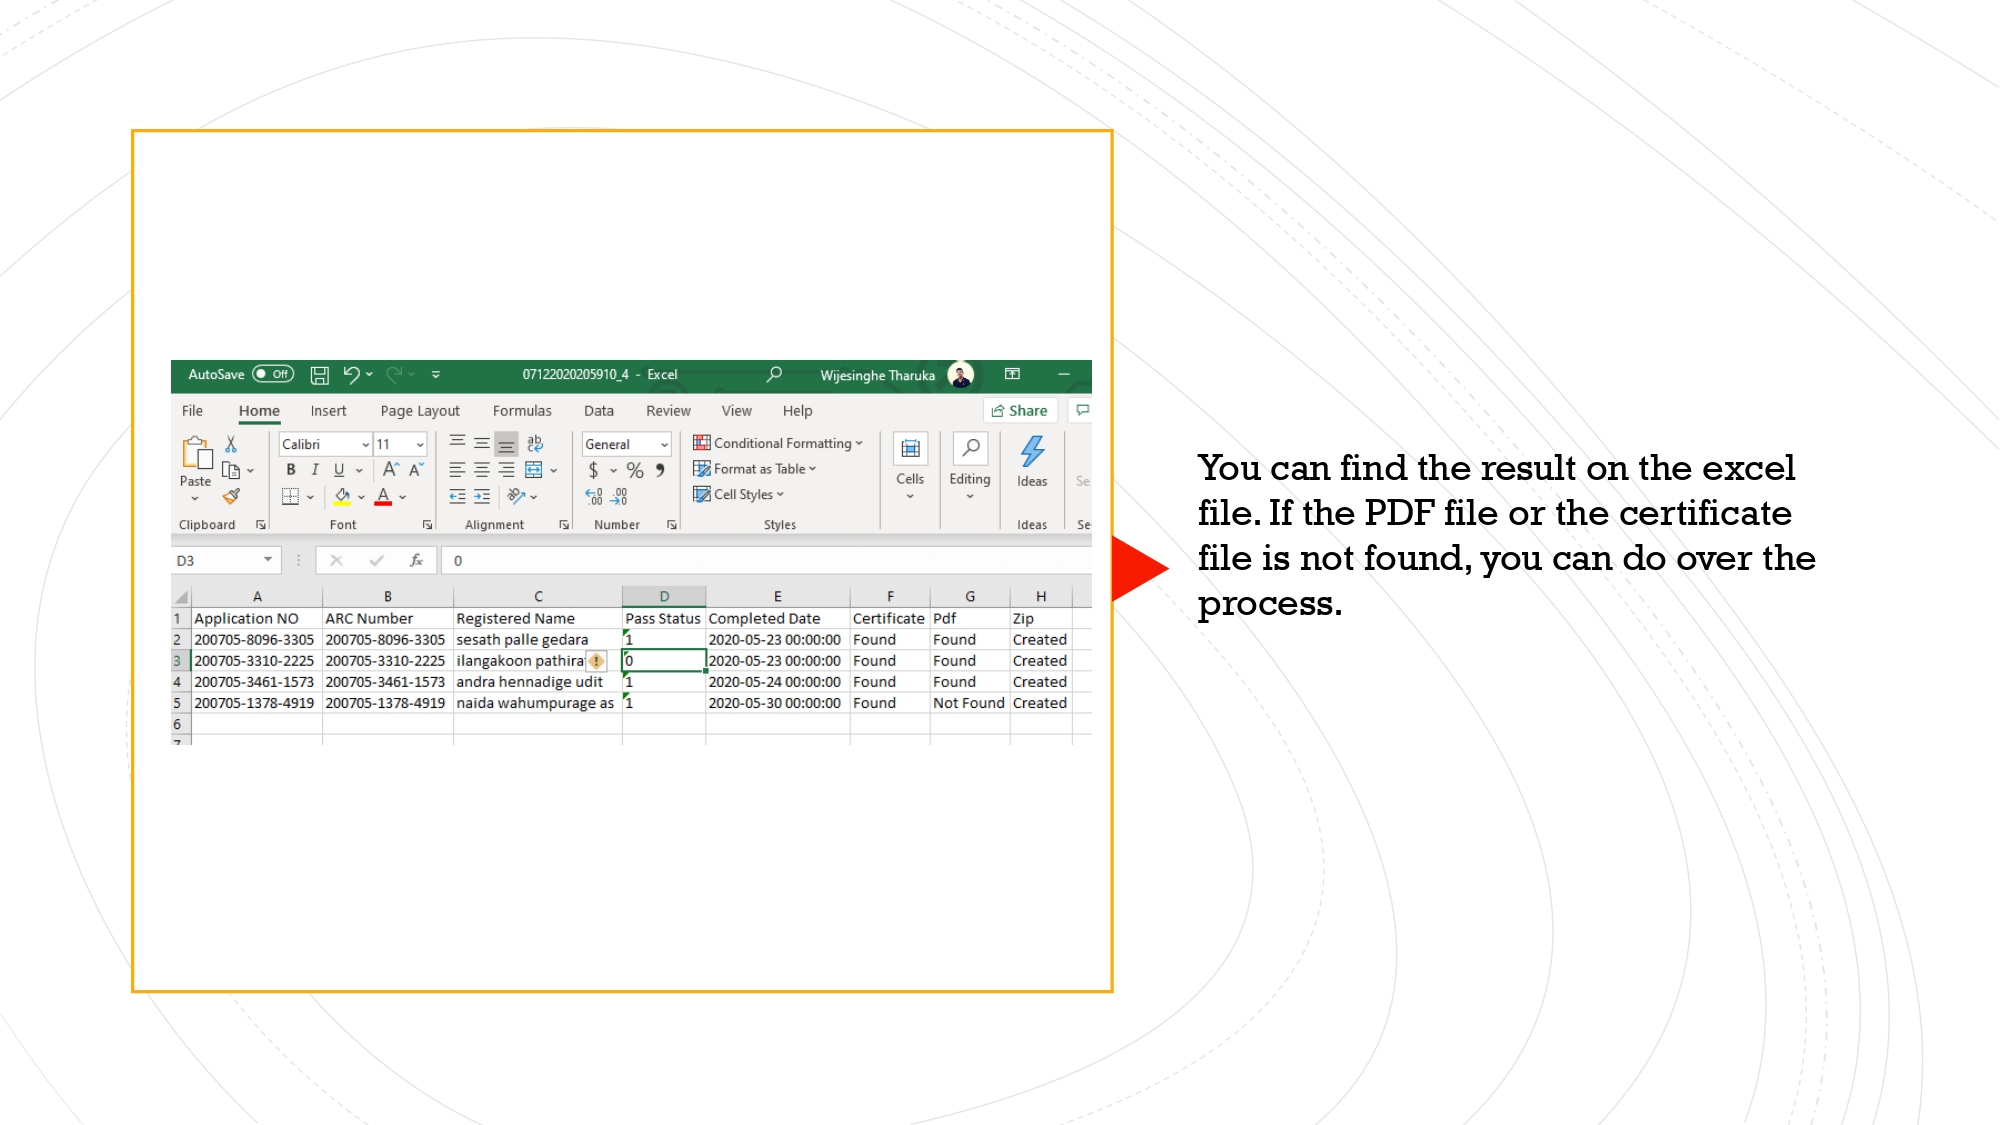 AutoSave Off 07122020205910_4 - Excel Wijesinghe Tharuka
File Home Insert Page Layout Formulas Data Review View Help Share
Calibri 11 General Conditional Formatting
Paste B I U A A $ % Format as Table Cells Editing Ideas
Cell Styles
Clipboard Font Alignment Number Styles Ideas
D3 fx 0
A B C D E F G H
1 Application NO ARC Number Registered Name Pass Status Completed Date Certificate Pdf Zip
2 200705-8096-3305 200705-8096-3305 sesath palle gedara 1 2020-05-23 00:00:00 Found Found Created
3 200705-3310-2225 200705-3310-2225 ilangakoon pathira 0 2020-05-23 00:00:00 Found Found Created
4 200705-3461-1573 200705-3461-1573 andra hennadige udit 1 2020-05-24 00:00:00 Found Found Created
5 200705-1378-4919 200705-1378-4919 naida wahumpurage as 1 2020-05-30 00:00:00 Found Not Found Created
6
You can find the result on the excel
file. If the PDF file or the certificate
file is not found, you can do over the
process.